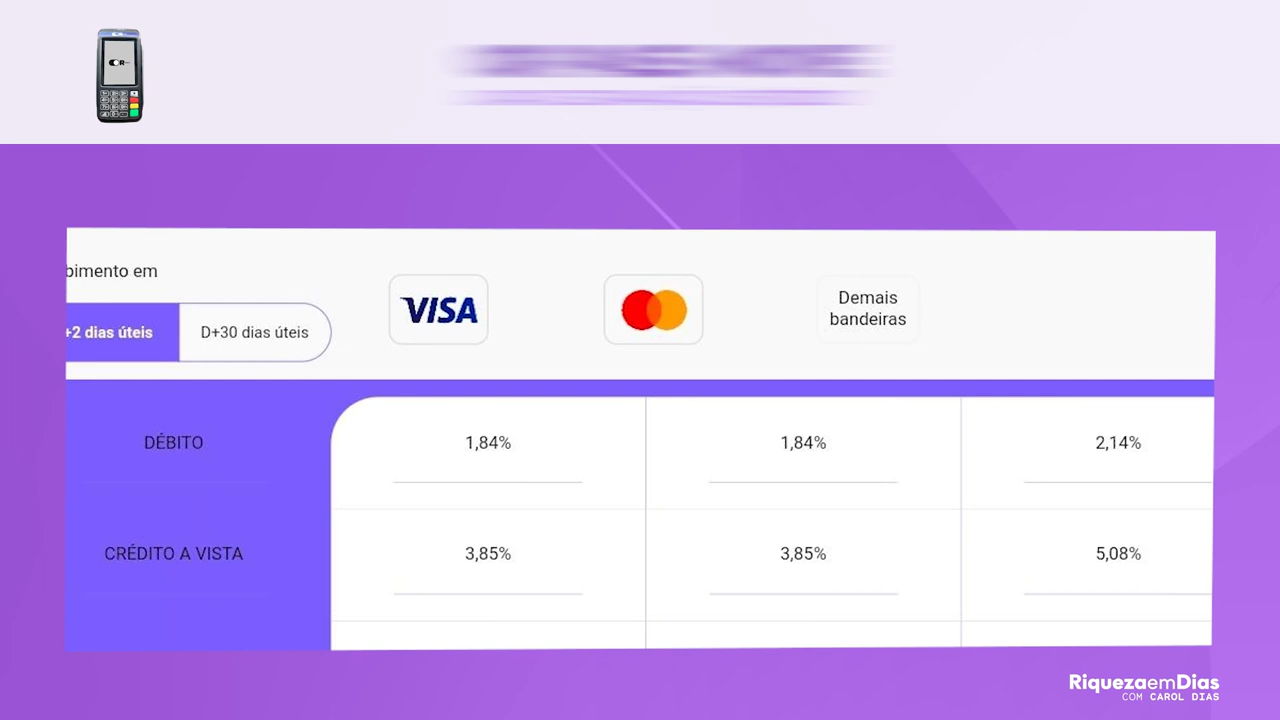 bimento em
+2 dias úteis
D+30 dias úteis
VISA
Demais
bandeiras
DÉBITO
1,84%
1,84%
2,14%
CRÉDITO A VISTA
3,85%
3,85%
5,08%
RiquezaemDias
COM CAROL DIAS